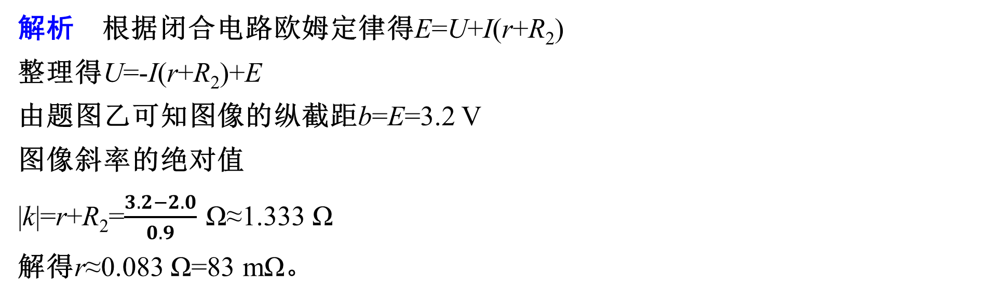 解析 根据闭合电路欧姆定律得E=U+I(r+R₂)
整理得U=-I(r+R₂)+E
由题图乙可知图像的纵截距b=E=3.2 V
图像斜率的绝对值
|k|=r+R₂=\frac{3.2-2.0}{0.9} Ω≈1.333 Ω
解得r≈0.083 Ω=83 mΩ。